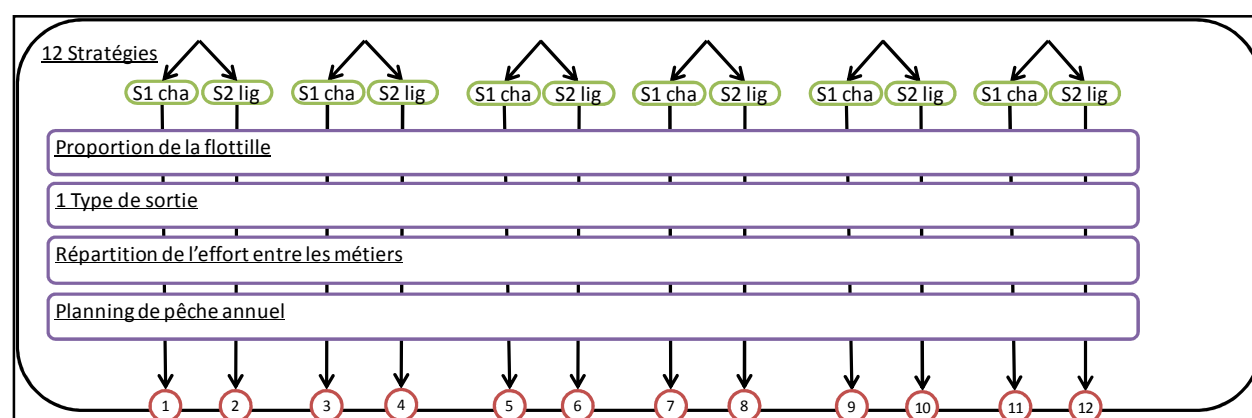 12 Stratégies
S1 cha S2 lig S1 cha S2 lig S1 cha S2 lig S1 cha S2 lig S1 cha S2 lig S1 cha S2 lig
Proportion de la flottille
1 Type de sortie
Répartition de l'effort entre les métiers
Planning de pêche annuel
1 2 3 4 5 6 7 8 9 10 11 12